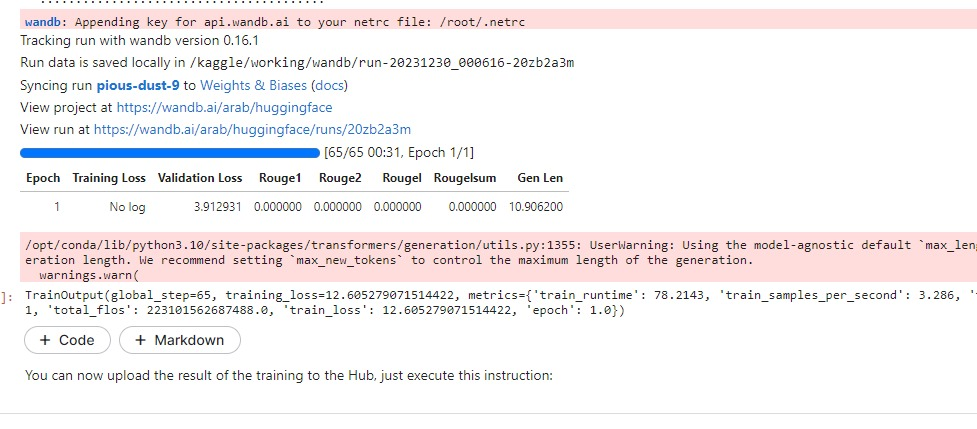 wandb: Appending key for api.wandb.ai to your netrc file: /root/.netrc
Tracking run with wandb version 0.16.1
Run data is saved locally in /kaggle/working/wandb/run-20231230_000616-20zb2a3m
Syncing run pious-dust-9 to Weights & Biases (docs)
View project at https://wandb.ai/arab/huggingface
View run at https://wandb.ai/arab/huggingface/runs/20zb2a3m
[65/65 00:31, Epoch 1/1]
Epoch Training Loss Validation Loss Rouge1 Rouge2 Rougel Rougelsum Gen Len
1 No log 3.912931 0.000000 0.000000 0.000000 0.000000 10.906200
/opt/conda/lib/python3.10/site-packages/transformers/generation/utils.py:1355: UserWarning: Using the model-agnostic default `max_leng
eration length. We recommend setting `max_new_tokens` to control the maximum length of the generation.
warnings.warn(
]: TrainOutput(global_step=65, training_loss=12.605279071514422, metrics={'train_runtime': 78.2143, 'train_samples_per_second': 3.286, '
1, 'total_flos': 223101562687488.0, 'train_loss': 12.605279071514422, 'epoch': 1.0})
+ Code + Markdown
You can now upload the result of the training to the Hub, just execute this instruction: